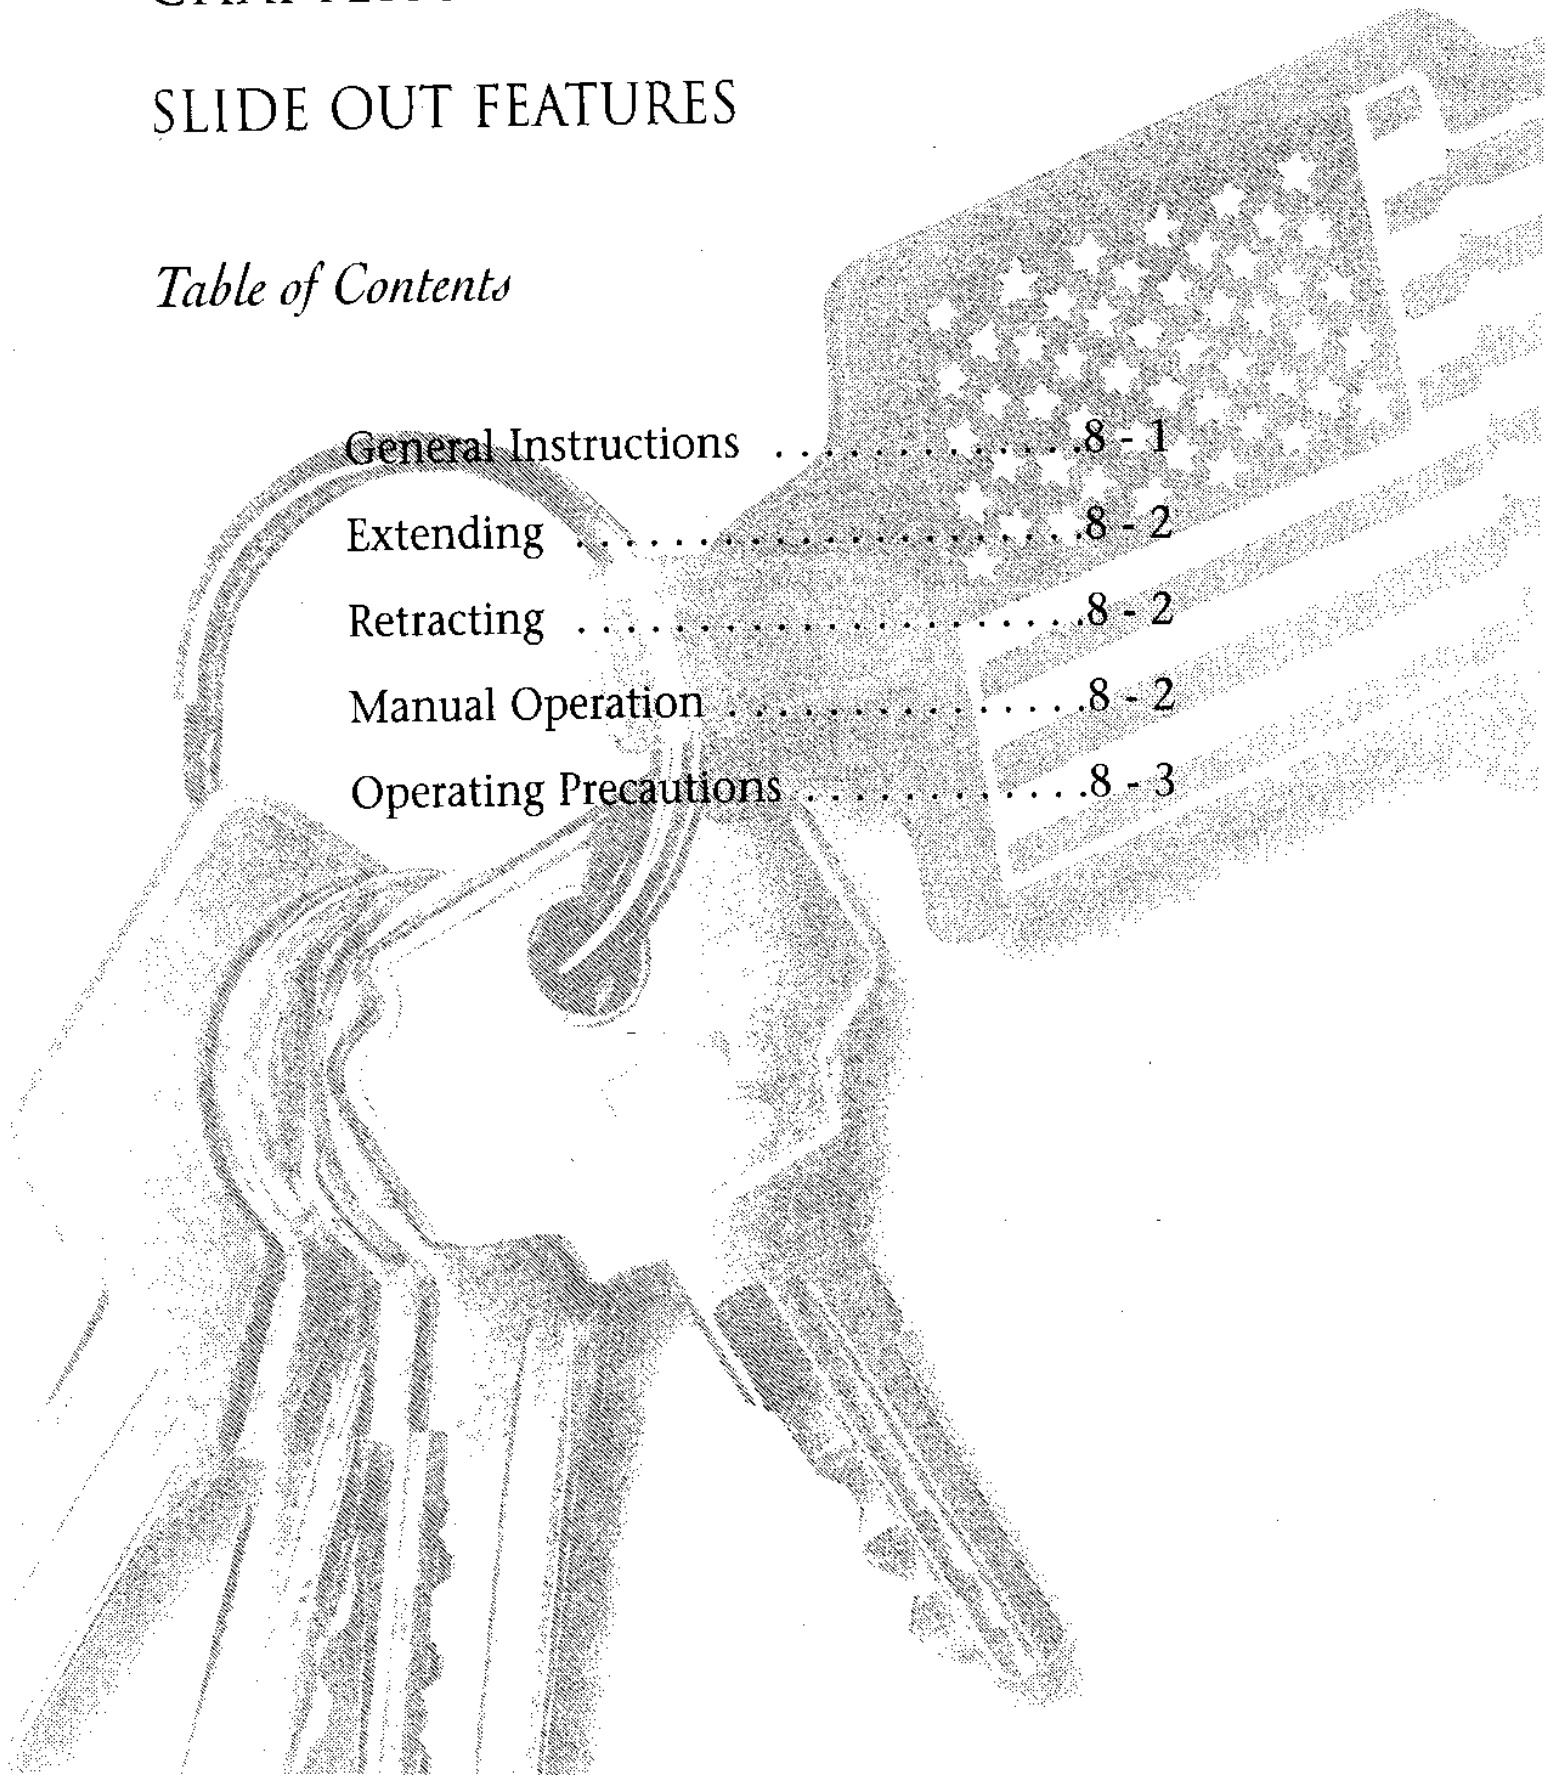 SLIDE OUT FEATURES
Table of Contents
General Instructions . . . . . . . . . . . . .8 - 1
Extending . . . . . . . . . . . . . . . . . . . . .8 - 2
Retracting . . . . . . . . . . . . . . . . . . . . .8 - 2
Manual Operation . . . . . . . . . . . . . . .8 - 2
Operating Precautions . . . . . . . . . . . .8 - 3